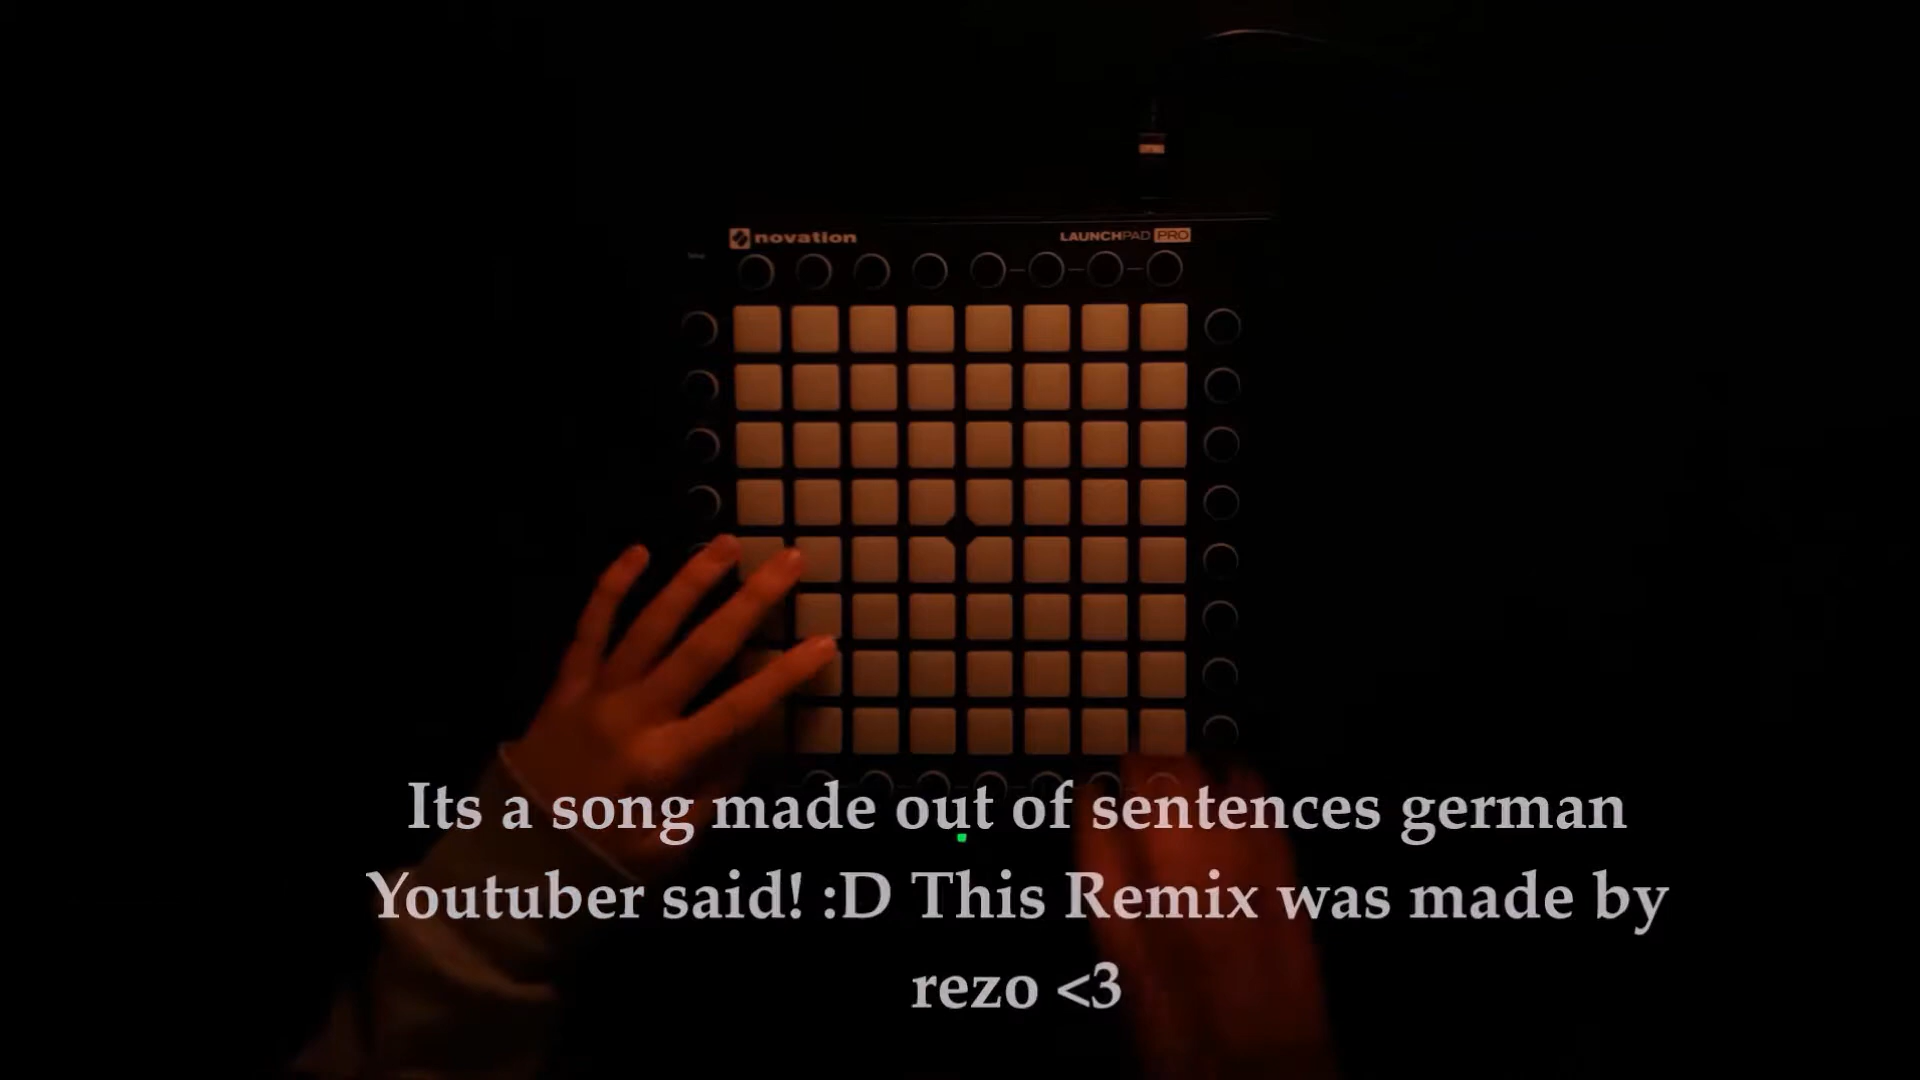 novation
LAUNCHPAD PRO
Its a song made out of sentences german
Youtuber said! :D This Remix was made by
rezo <3